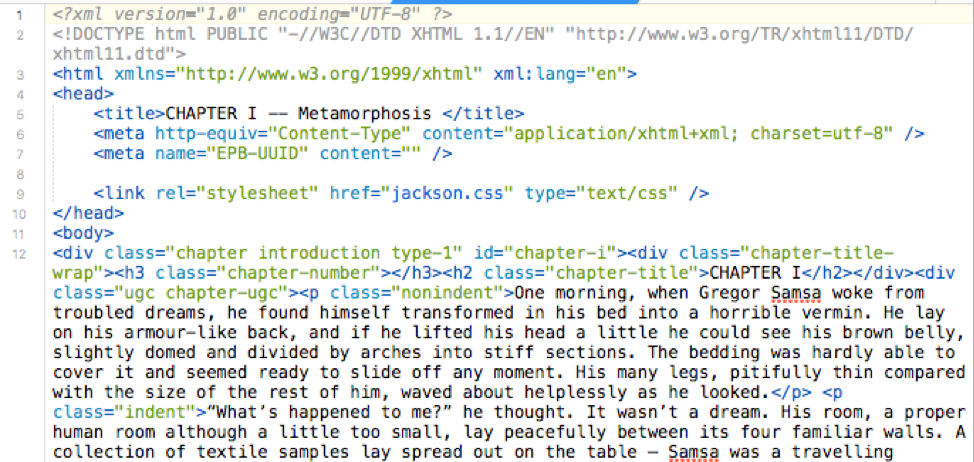 1 <?xml version="1.0" encoding="UTF-8" ?>
2 <!DOCTYPE html PUBLIC "-//W3C//DTD XHTML 1.1//EN" "http://www.w3.org/TR/xhtml11/DTD/
xhtml11.dtd">
3 <html xmlns="http://www.w3.org/1999/xhtml" xml:lang="en">
4 <head>
5 <title>CHAPTER I -- Metamorphosis </title>
6 <meta http-equiv="Content-Type" content="application/xhtml+xml; charset=utf-8" />
7 <meta name="EPB-UUID" content="" />
8
9 <link rel="stylesheet" href="jackson.css" type="text/css" />
10 </head>
11 <body>
12 <div class="chapter introduction type-1" id="chapter-i"><div class="chapter-title-
wrap"><h3 class="chapter-number"></h3><h2 class="chapter-title">CHAPTER I</h2></div><div
class="ugc chapter-ugc"><p class="nonindent">One morning, when Gregor Samsa woke from
troubled dreams, he found himself transformed in his bed into a horrible vermin. He lay
on his armour-like back, and if he lifted his head a little he could see his brown belly,
slightly domed and divided by arches into stiff sections. The bedding was hardly able to
cover it and seemed ready to slide off any moment. His many legs, pitifully thin compared
with the size of the rest of him, waved about helplessly as he looked.</p> <p
class="indent">“What’s happened to me?” he thought. It wasn’t a dream. His room, a proper
human room although a little too small, lay peacefully between its four familiar walls. A
collection of textile samples lay spread out on the table – Samsa was a travelling